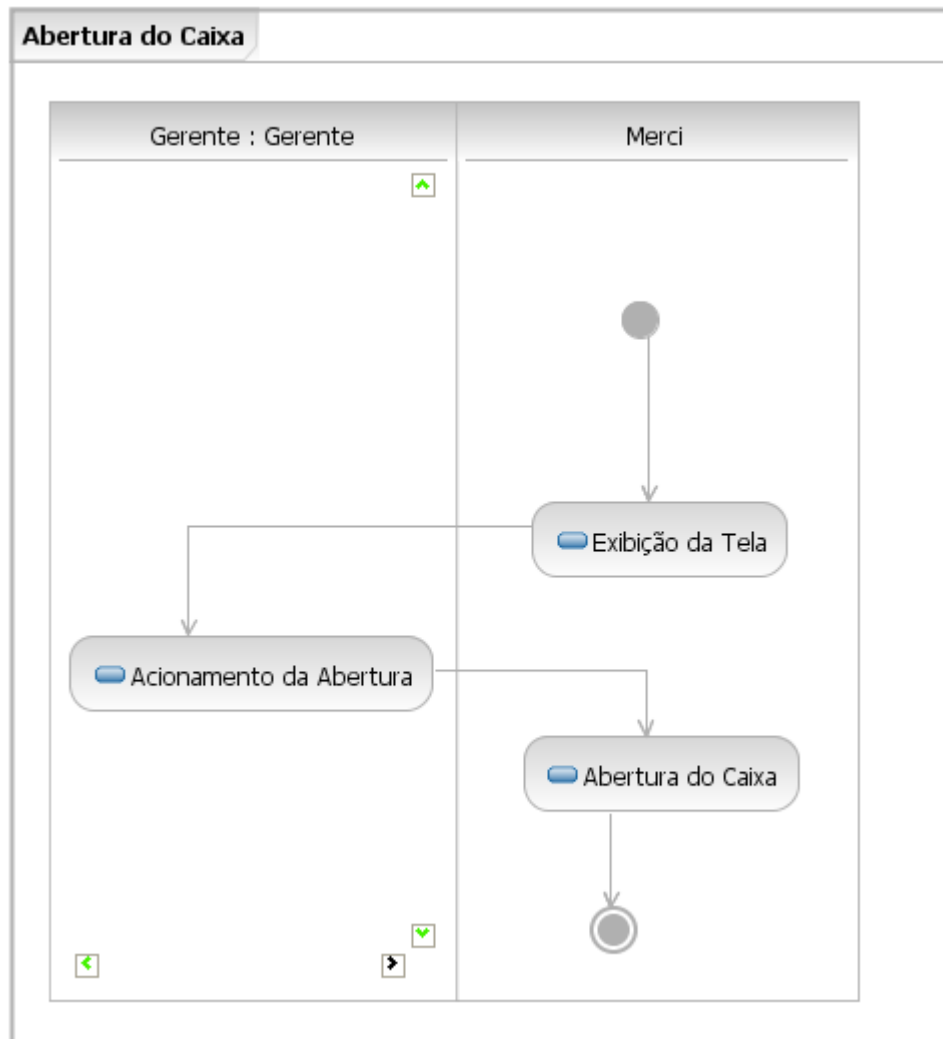 Abertura do Caixa
Gerente : Gerente
Merci
Exibição da Tela
Acionamento da Abertura
Abertura do Caixa